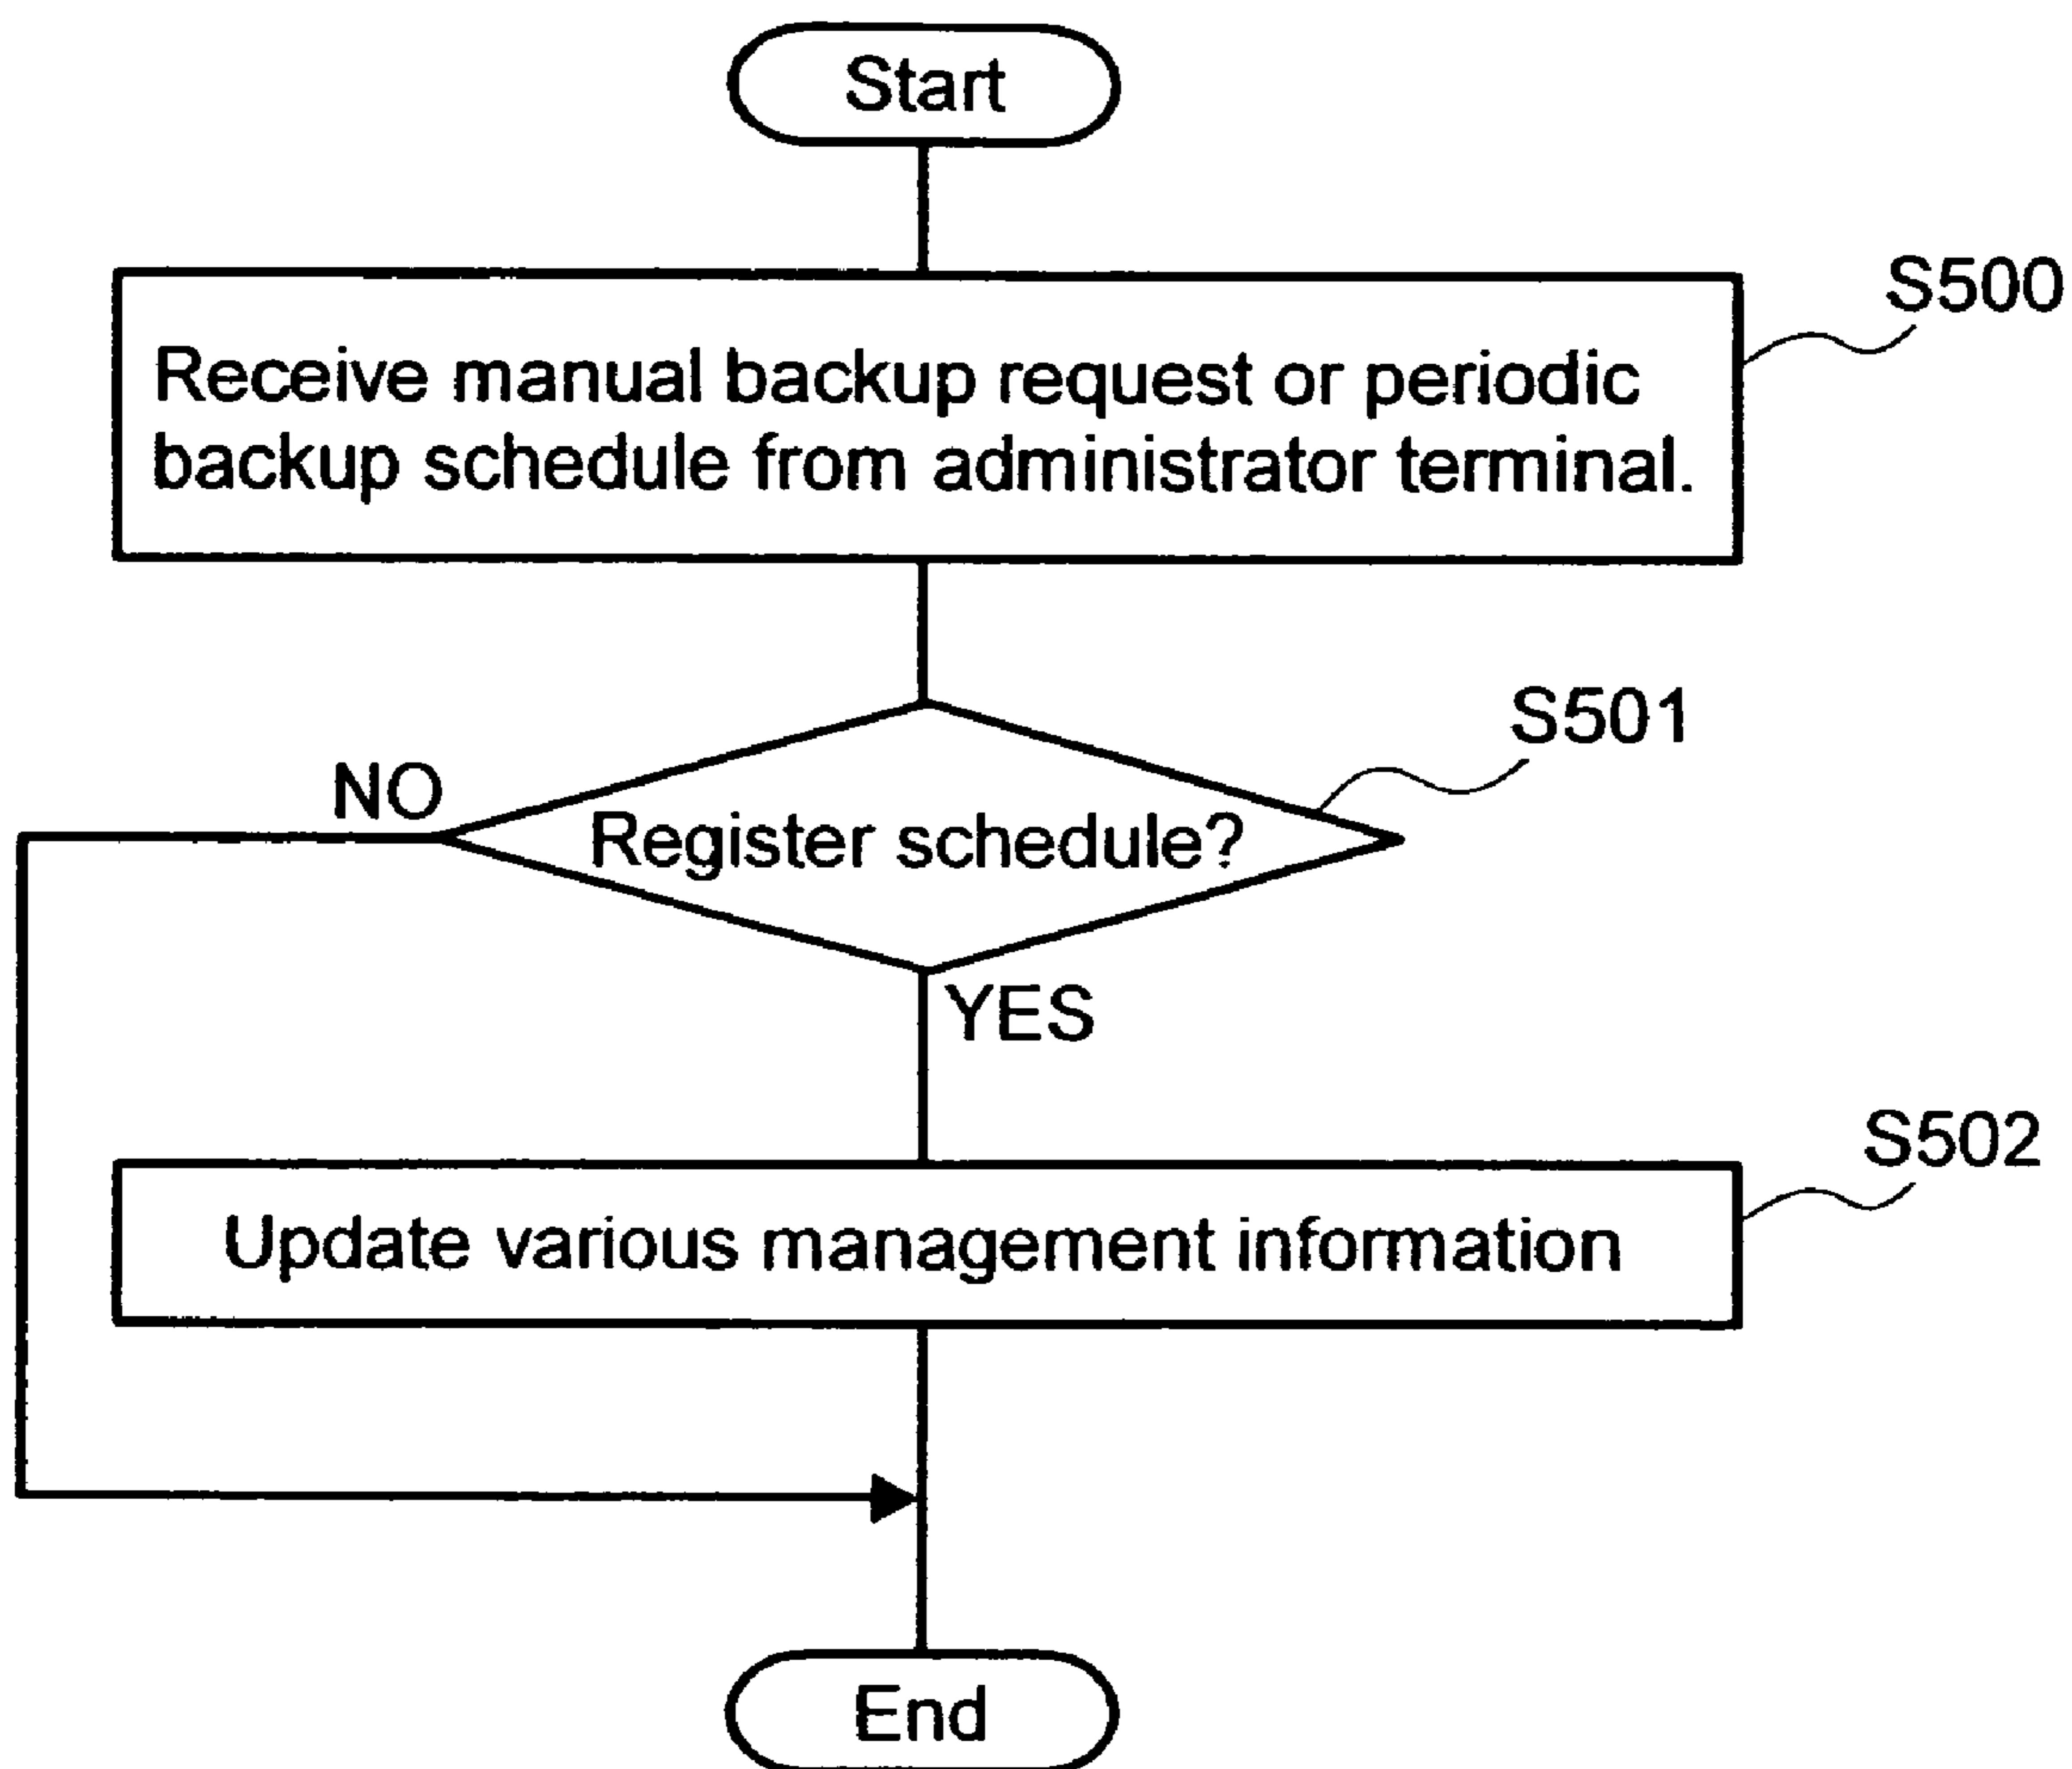 Start
S500
Receive manual backup request or periodic
backup schedule from administrator terminal.
S501
NO
Register schedule?
YES
S502
Update various management information
End